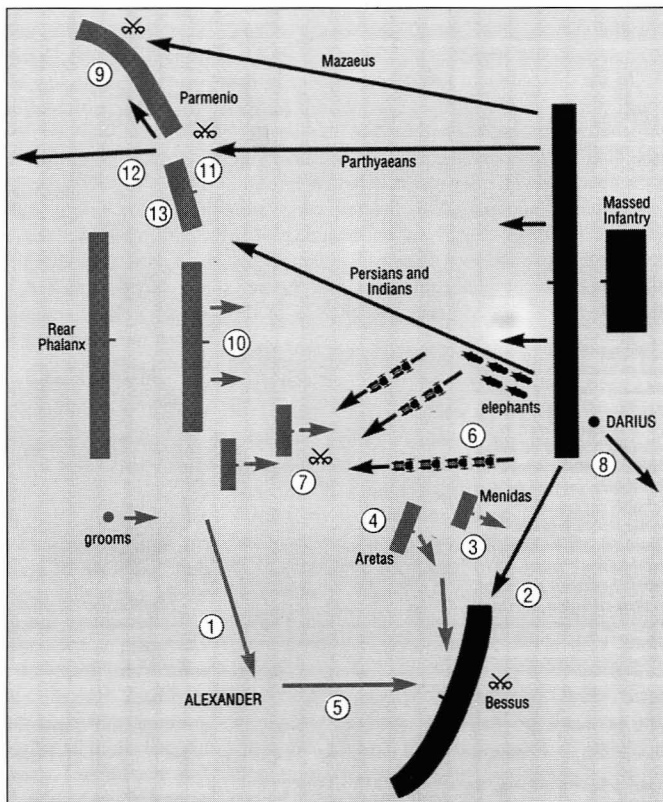 Mazaeus
⑨
Parmenio
⑫
⑪
Parthyaeans
⑬
Massed
Infantry
Persians and
Indians
Rear
Phalanx
⑩
elephants
DARIUS
⑥
⑧
⑦
Menidas
④
③
grooms
Aretas
②
①
ALEXANDER
⑤
Bessus